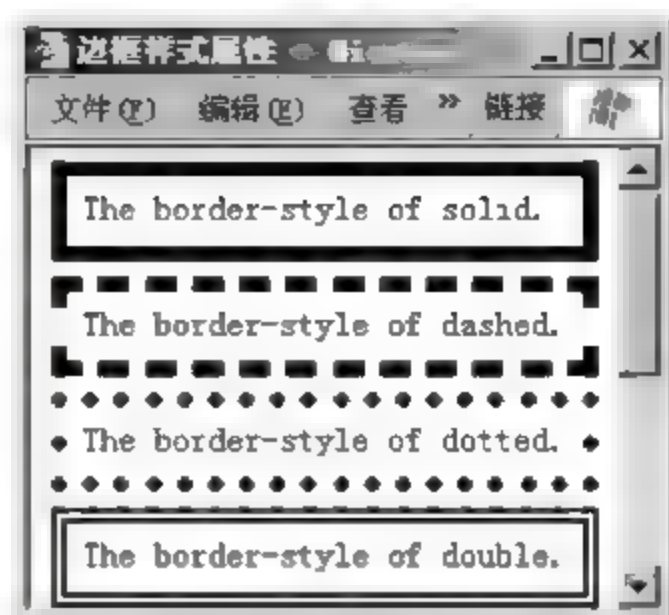 边框样式属性 -
文件(F) 编辑(E) 查看 » 链接
The border-style of solid.
The border-style of dashed.
The border-style of dotted.
The border-style of double.